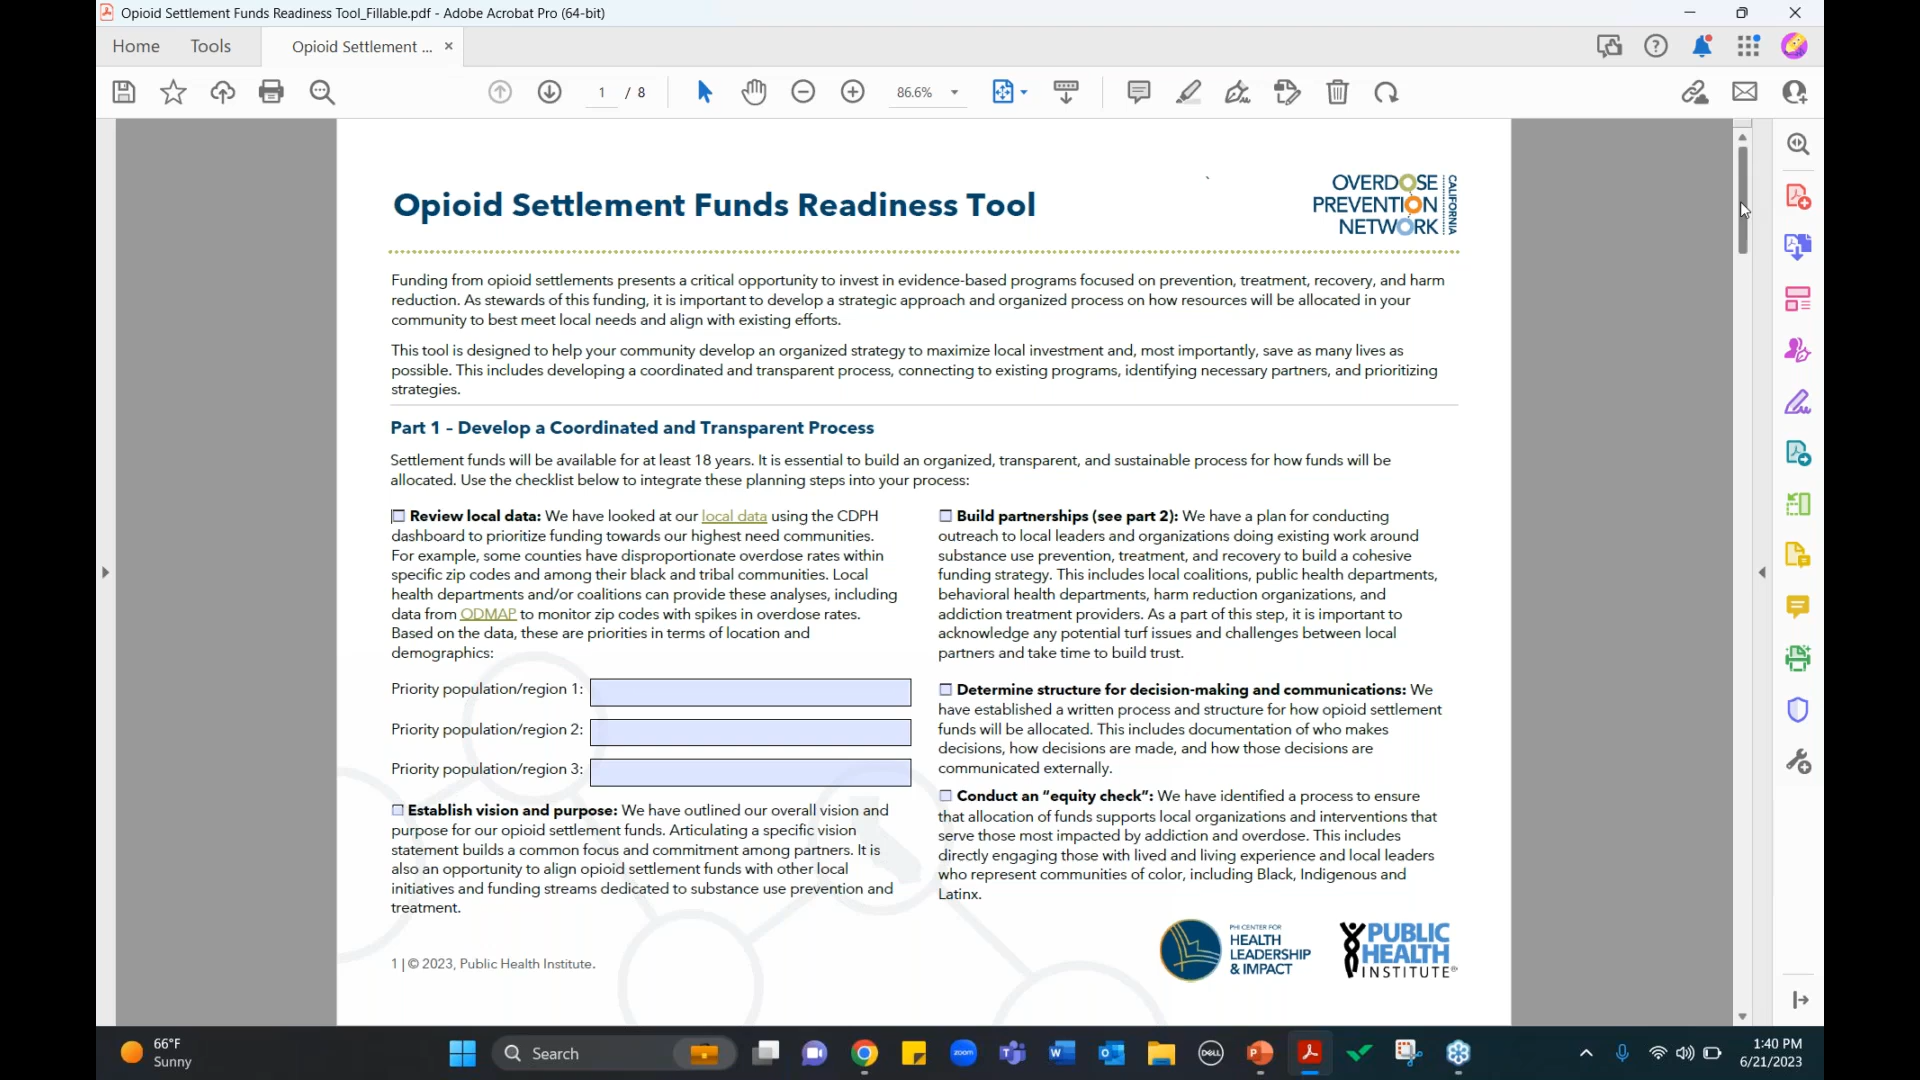 Opioid Settlement Funds Readiness Tool_Fillable.pdf - Adobe Acrobat Pro (64-bit)
Home Tools Opioid Settlement ... ×
1 / 8 86.6%
Opioid Settlement Funds Readiness Tool
OVERDOSE
PREVENTION
NETWORK
CALIFORNIA
Funding from opioid settlements presents a critical opportunity to invest in evidence-based programs focused on prevention, treatment, recovery, and harm
reduction. As stewards of this funding, it is important to develop a strategic approach and organized process on how resources will be allocated in your
community to best meet local needs and align with existing efforts.
This tool is designed to help your community develop an organized strategy to maximize local investment and, most importantly, save as many lives as
possible. This includes developing a coordinated and transparent process, connecting to existing programs, identifying necessary partners, and prioritizing
strategies.
Part 1 – Develop a Coordinated and Transparent Process
Settlement funds will be available for at least 18 years. It is essential to build an organized, transparent, and sustainable process for how funds will be
allocated. Use the checklist below to integrate these planning steps into your process:
Review local data: We have looked at our local data using the CDPH
dashboard to prioritize funding towards our highest need communities.
For example, some counties have disproportionate overdose rates within
specific zip codes and among their black and tribal communities. Local
health departments and/or coalitions can provide these analyses, including
data from ODMAP to monitor zip codes with spikes in overdose rates.
Based on the data, these are priorities in terms of location and
demographics:
Priority population/region 1:
Priority population/region 2:
Priority population/region 3:
Establish vision and purpose: We have outlined our overall vision and
purpose for our opioid settlement funds. Articulating a specific vision
statement builds a common focus and commitment among partners. It is
also an opportunity to align opioid settlement funds with other local
initiatives and funding streams dedicated to substance use prevention and
treatment.
Build partnerships (see part 2): We have a plan for conducting
outreach to local leaders and organizations doing existing work around
substance use prevention, treatment, and recovery to build a cohesive
funding strategy. This includes local coalitions, public health departments,
behavioral health departments, harm reduction organizations, and
addiction treatment providers. As a part of this step, it is important to
acknowledge any potential turf issues and challenges between local
partners and take time to build trust.
Determine structure for decision-making and communications: We
have established a written process and structure for how opioid settlement
funds will be allocated. This includes documentation of who makes
decisions, how decisions are made, and how those decisions are
communicated externally.
Conduct an “equity check”: We have identified a process to ensure
that allocation of funds supports local organizations and interventions that
serve those most impacted by addiction and overdose. This includes
directly engaging those with lived and living experience and local leaders
who represent communities of color, including Black, Indigenous and
Latinx.
1 | © 2023, Public Health Institute.
PHI CENTER FOR
HEALTH
LEADERSHIP
& IMPACT
PUBLIC
HEALTH
INSTITUTE®
66°F
Sunny
Search
zoom
DELL
1:40 PM
6/21/2023